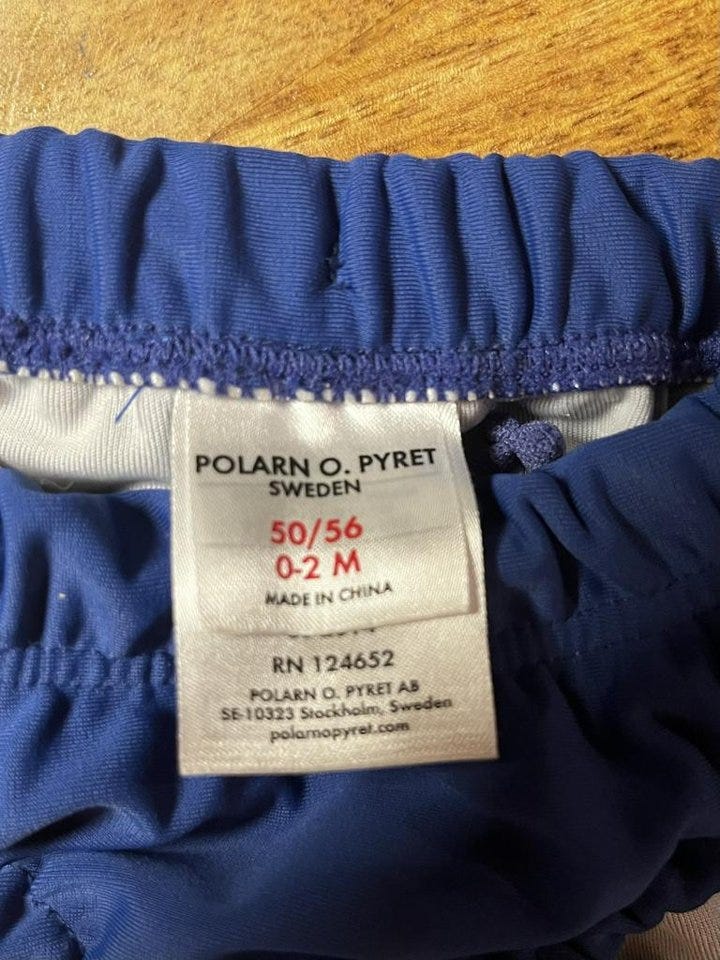 POLARN O. PYRET
SWEDEN
50/56
0-2 M
MADE IN CHINA
RN 124652
POLARN O. PYRET AB
SE-10323 Stockholm, Sweden
polarnopyret.com